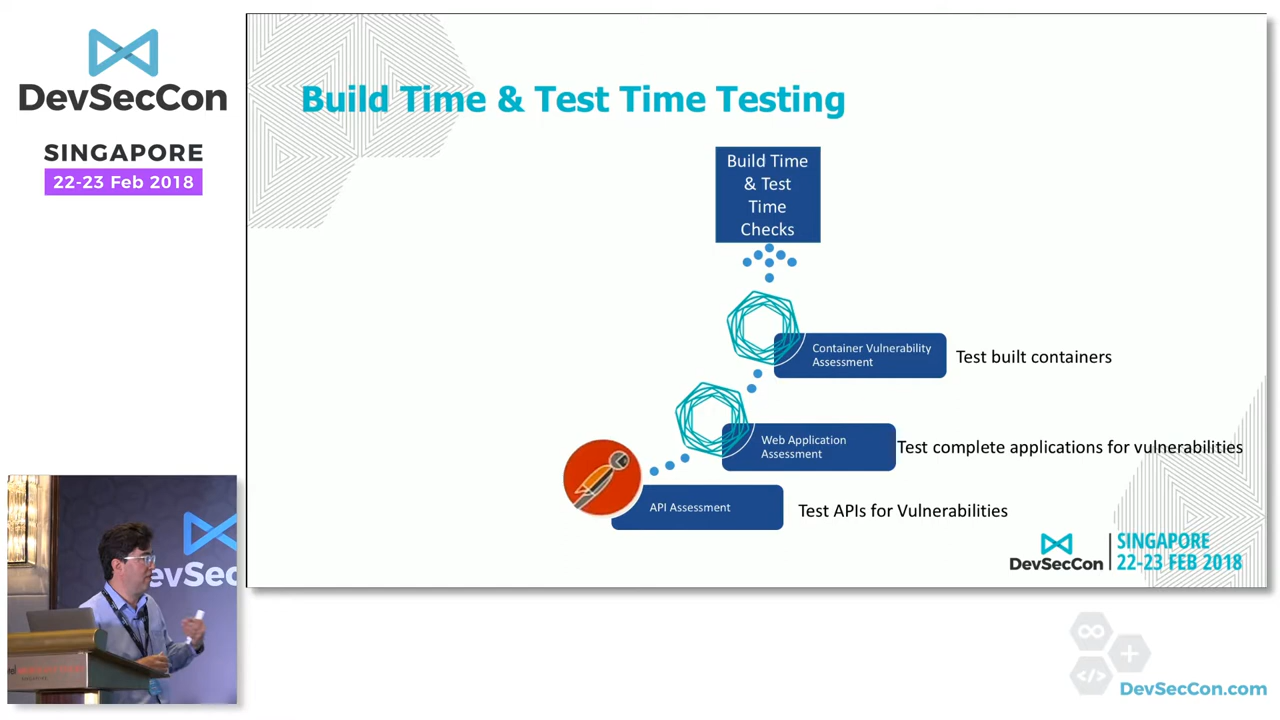 DevSecCon
SINGAPORE
22-23 Feb 2018
Build Time & Test Time Testing
Build Time
& Test
Time
Checks
Container Vulnerability
Assessment
Test built containers
Web Application
Assessment
Test complete applications for vulnerabilities
API Assessment
Test APIs for Vulnerabilities
DevSecCon
SINGAPORE
22-23 FEB 2018
evSecCon
DevSecCon.com